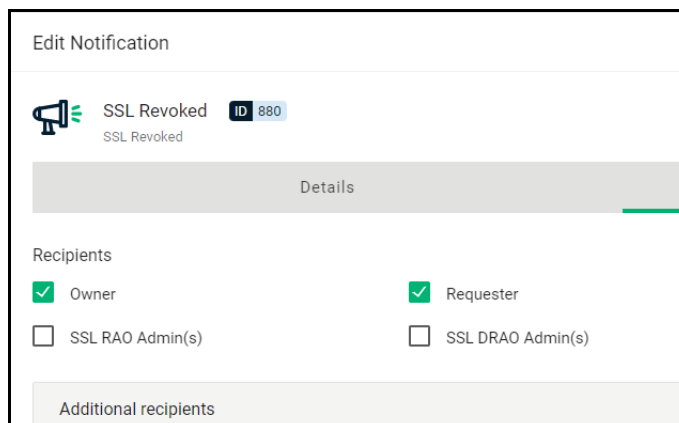 Edit Notification
SSL Revoked ID 880
SSL Revoked
Details
Recipients
Owner Requester
SSL RAO Admin(s) SSL DRAO Admin(s)
Additional recipients